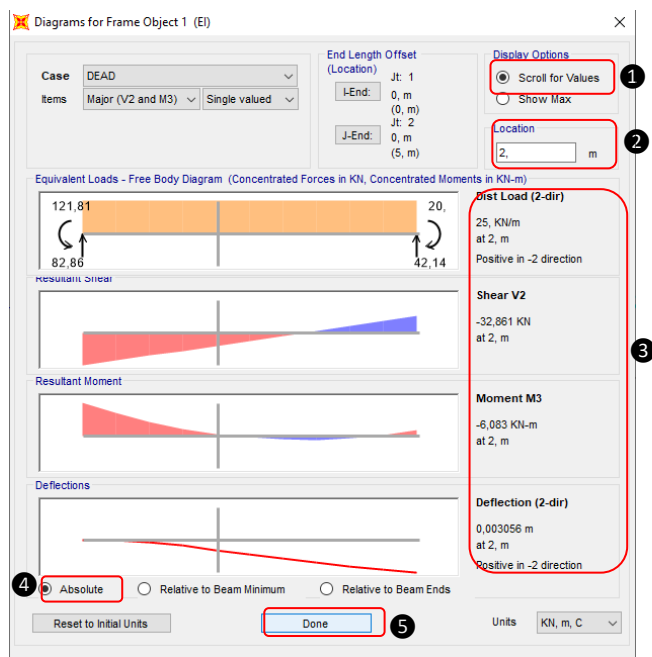 Diagrams for Frame Object 1 (EI)
Case DEAD
Items Major (V2 and M3) Single valued
End Length Offset
(Location)
Jt: 1
I-End: 0, m
(0, m)
Jt: 2
J-End: 0, m
(5, m)
Display Options
Scroll for Values
1
Show Max
Location
2
2, m
Equivalent Loads - Free Body Diagram (Concentrated Forces in KN, Concentrated Moments in KN-m)
121,81 20,
82,86 42,14
Dist Load (2-dir)
25, KN/m
at 2, m
Positive in -2 direction
Resultant Shear
Shear V2
-32,861 KN
at 2, m
3
Resultant Moment
Moment M3
-6,083 KN-m
at 2, m
Deflections
Deflection (2-dir)
0,003056 m
at 2, m
Positive in -2 direction
4 Absolute Relative to Beam Minimum Relative to Beam Ends
Reset to Initial Units Done 5 Units KN, m, C